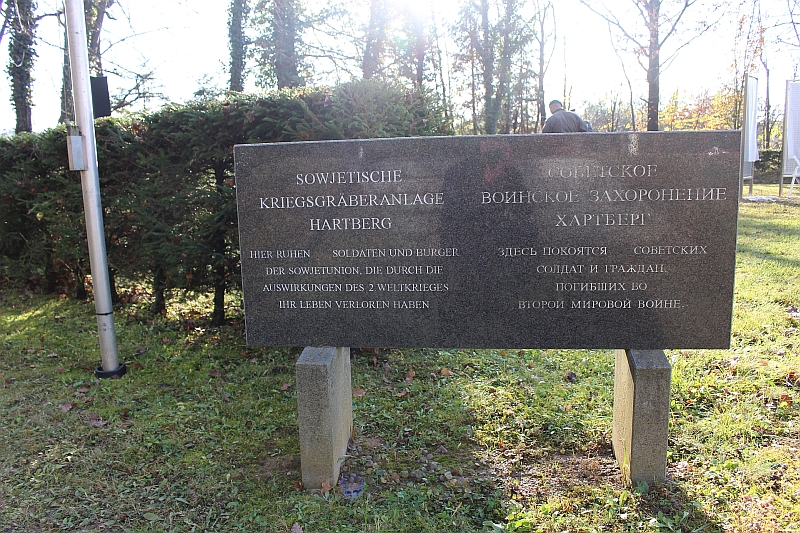 SOWJETISCHE
KRIEGSGRÄBERANLAGE
HARTBERG
HIER RUHEN SOLDATEN UND BÜRGER
DER SOWJETUNION, DIE DURCH DIE
AUSWIRKUNGEN DES 2 WELTKRIEGES
IHR LEBEN VERLOREN HABEN
СОВЕТСКОЕ
ВОИНСКОЕ ЗАХОРОНЕНИЕ
ХАРТБЕРГ
ЗДЕСЬ ПОКОЯТСЯ СОВЕТСКИХ
СОЛДАТ И ГРАЖДАН,
ПОГИБШИХ ВО
ВТОРОЙ МИРОВОЙ ВОЙНЕ.